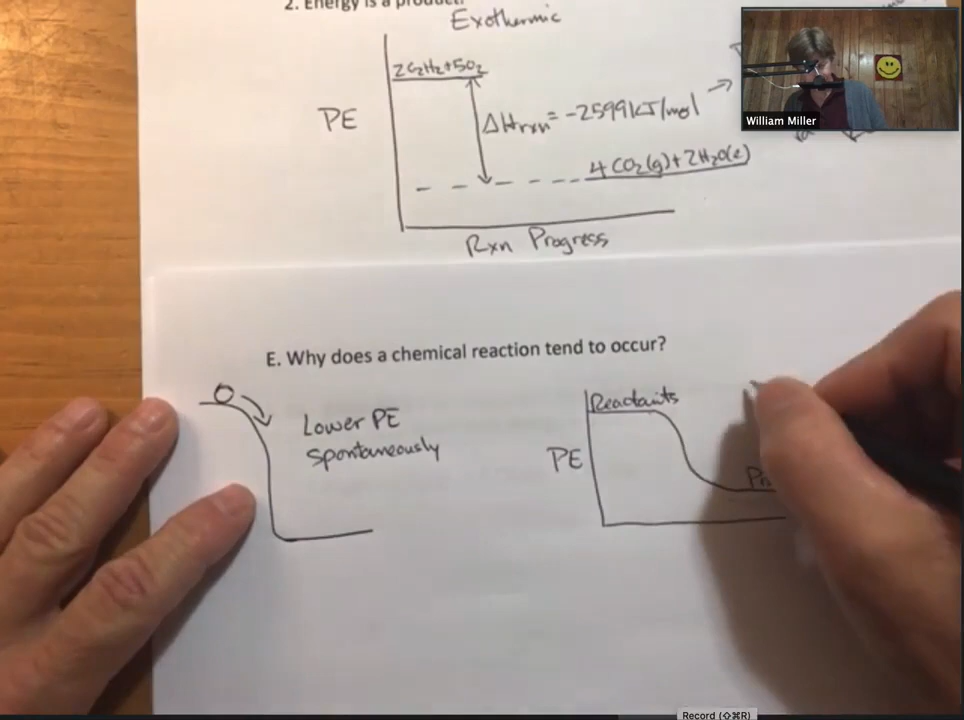 2. Energy is a product.
Exothermic
2C2H2+5O2
PE
ΔHrxn = -2599 kJ/mol →
4CO2(g)+2H2O(l)
Rxn Progress
William Miller
E. Why does a chemical reaction tend to occur?
Lower PE
spontaneously
Reactants
PE
Record (⇧⌘R)